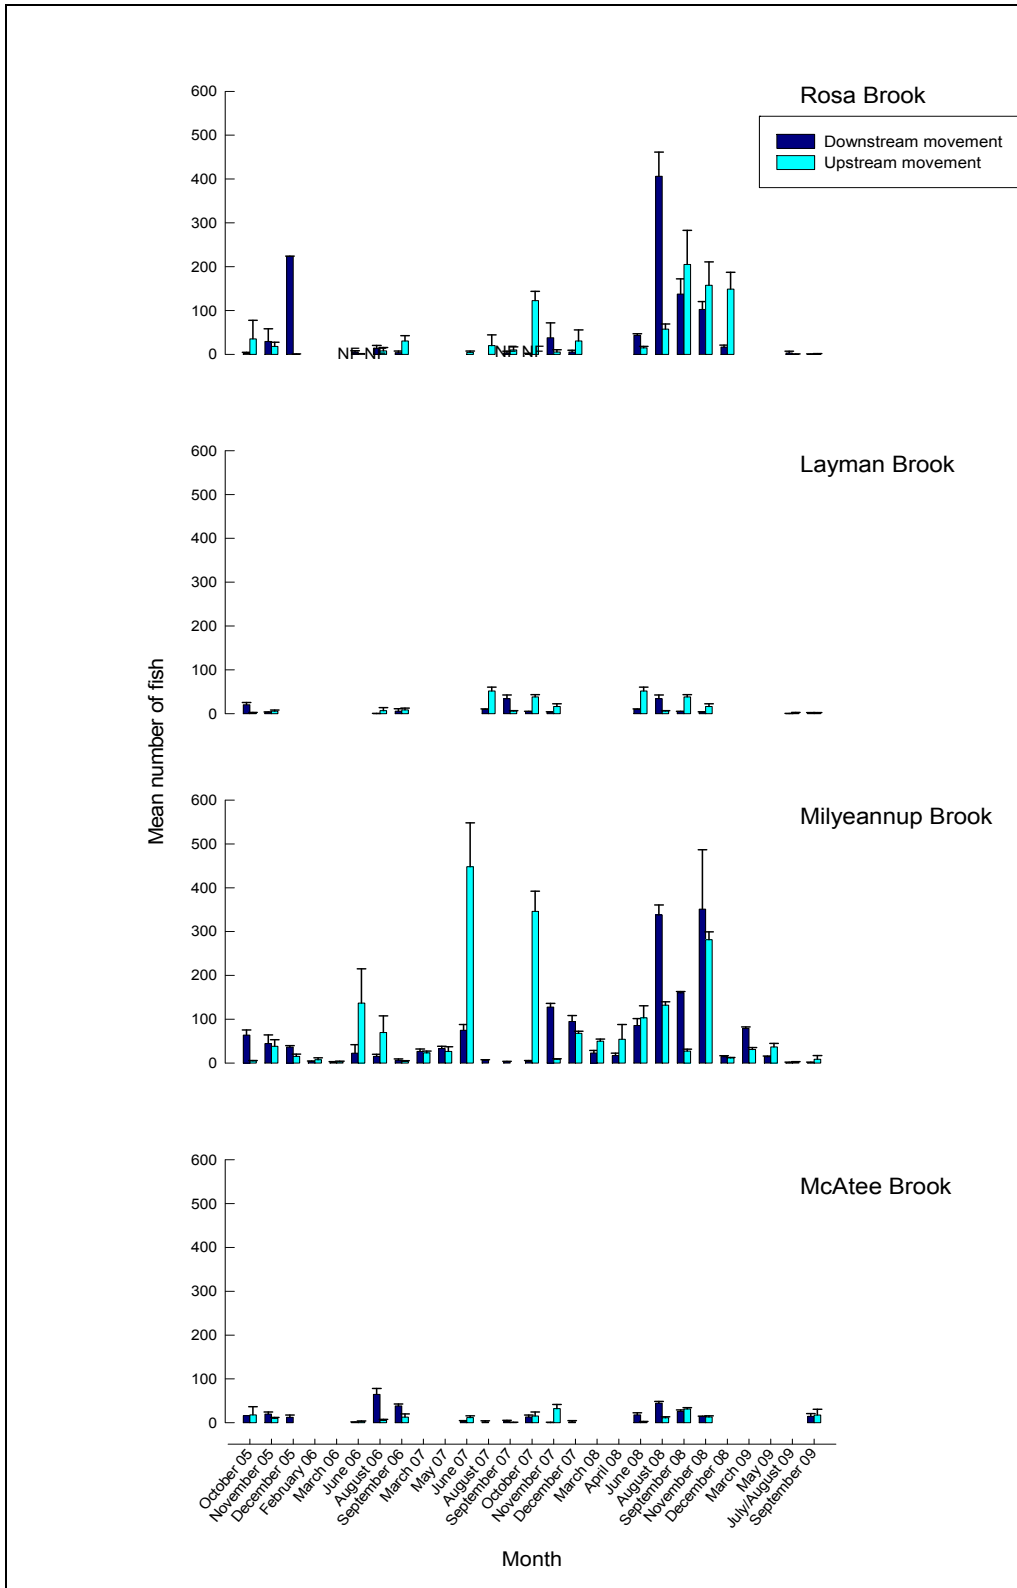 Rosa Brook
Downstream movement
Upstream movement
600
500
400
300
200
100
0
NF NF NF NF
Layman Brook
600
500
400
300
200
100
0
Mean number of fish
Milyeannup Brook
600
500
400
300
200
100
0
McAtee Brook
600
500
400
300
200
100
0
October 05
November 05
December 05
February 06
March 06
June 06
August 06
September 06
March 07
May 07
June 07
August 07
September 07
October 07
November 07
December 07
March 08
April 08
June 08
August 08
September 08
November 08
December 08
March 09
May 09
July/August 09
September 09
Month